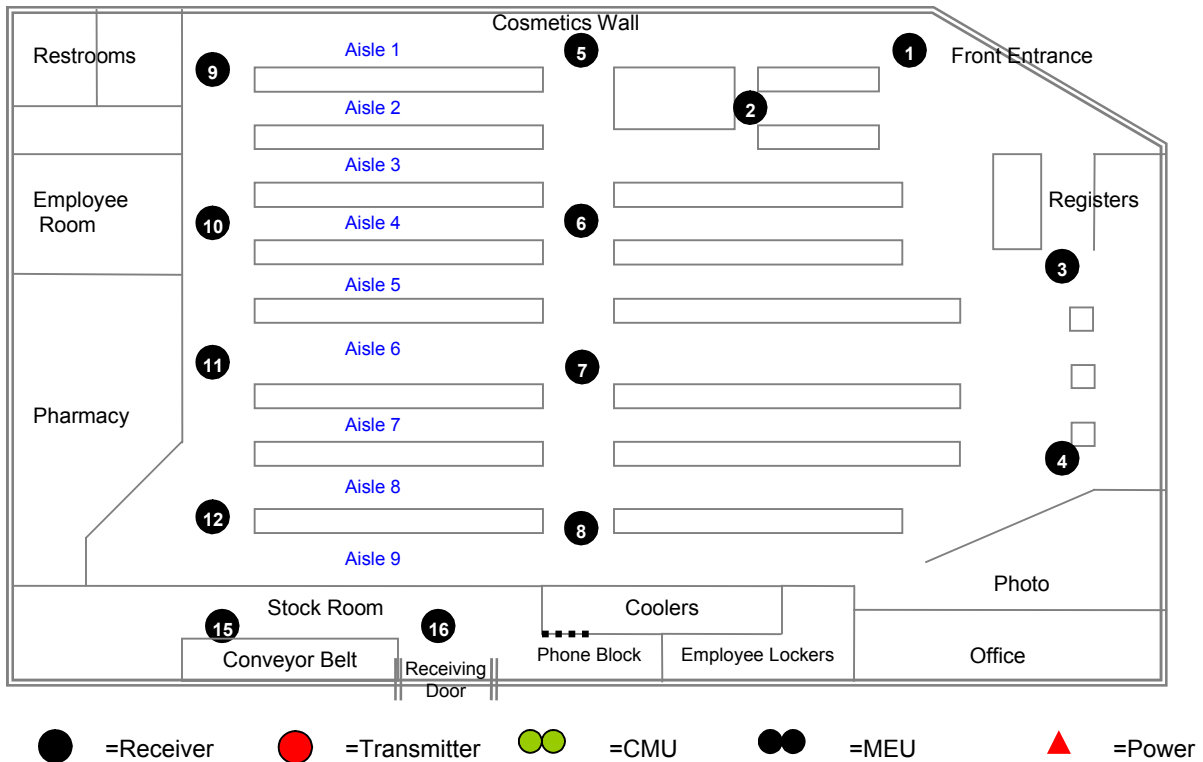 Cosmetics Wall
Restrooms
Aisle 1
5
1
Front Entrance
9
Aisle 2
2
Aisle 3
Employee
Room
Registers
10
Aisle 4
6
3
Aisle 5
Aisle 6
11
7
Pharmacy
Aisle 7
4
Aisle 8
12
8
Aisle 9
Photo
Stock Room
Coolers
15
16
Conveyor Belt
Receiving
Door
Phone Block
Employee Lockers
Office
=Receiver
=Transmitter
=CMU
=MEU
=Power